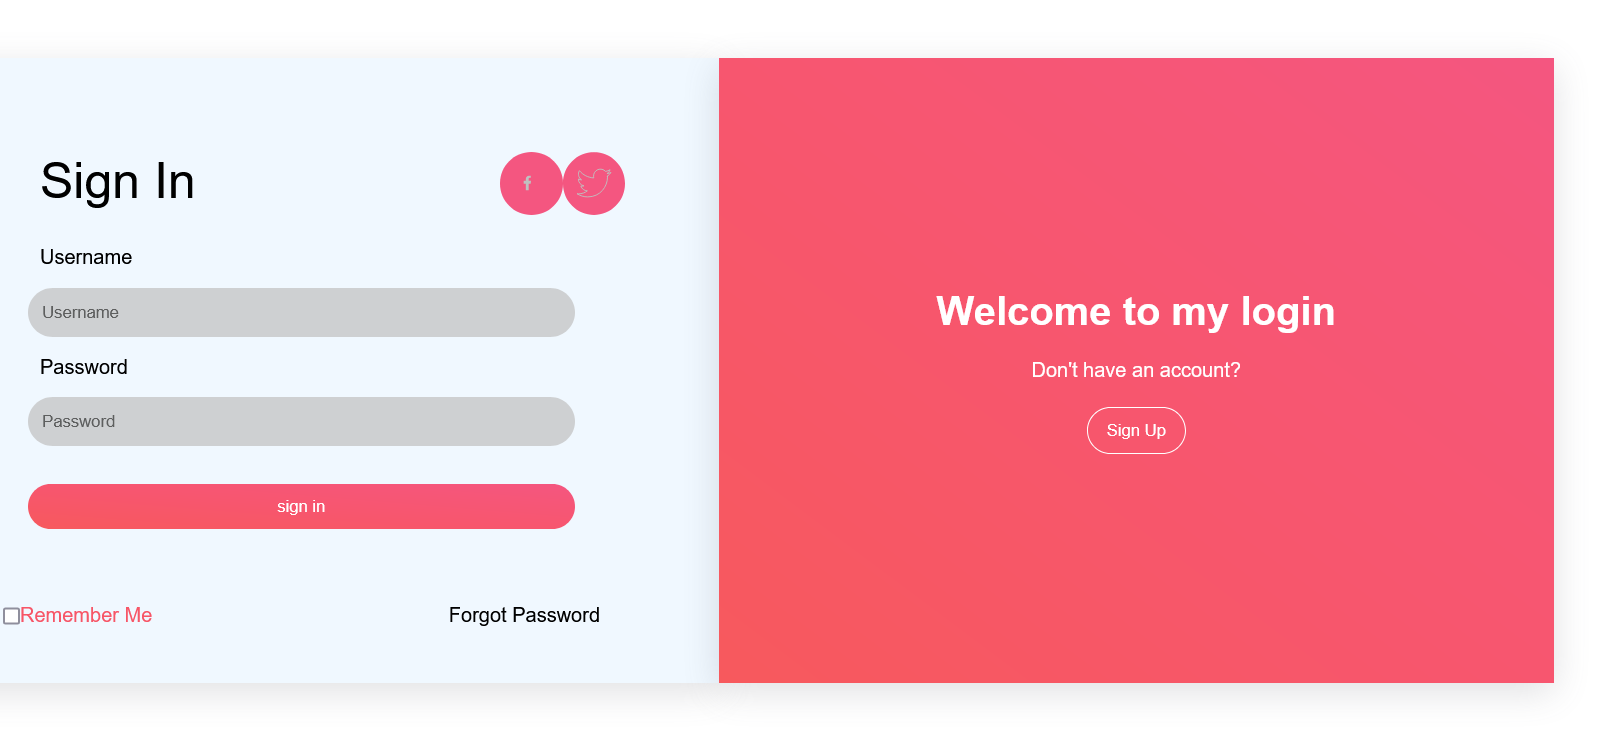 Sign In
Username
Username
Password
Password
sign in
Remember Me
Forgot Password
Welcome to my login
Don't have an account?
Sign Up